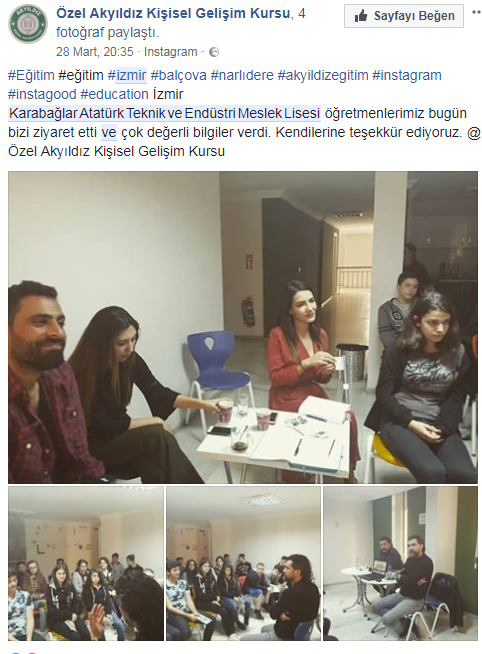 AKYILDIZ
Özel Akyıldız Kişisel Gelişim Kursu, 4
fotoğraf paylaştı.
28 Mart, 20:35 · Instagram ·
Sayfayı Beğen
#Eğitim #eğitim #izmir #balçova #narlıdere #akyildizegitim #instagram
#instagood #education İzmir
Karabağlar Atatürk Teknik ve Endüstri Meslek Lisesi öğretmenlerimiz bugün
bizi ziyaret etti ve çok değerli bilgiler verdi. Kendilerine teşekkür ediyoruz. @
Özel Akyıldız Kişisel Gelişim Kursu